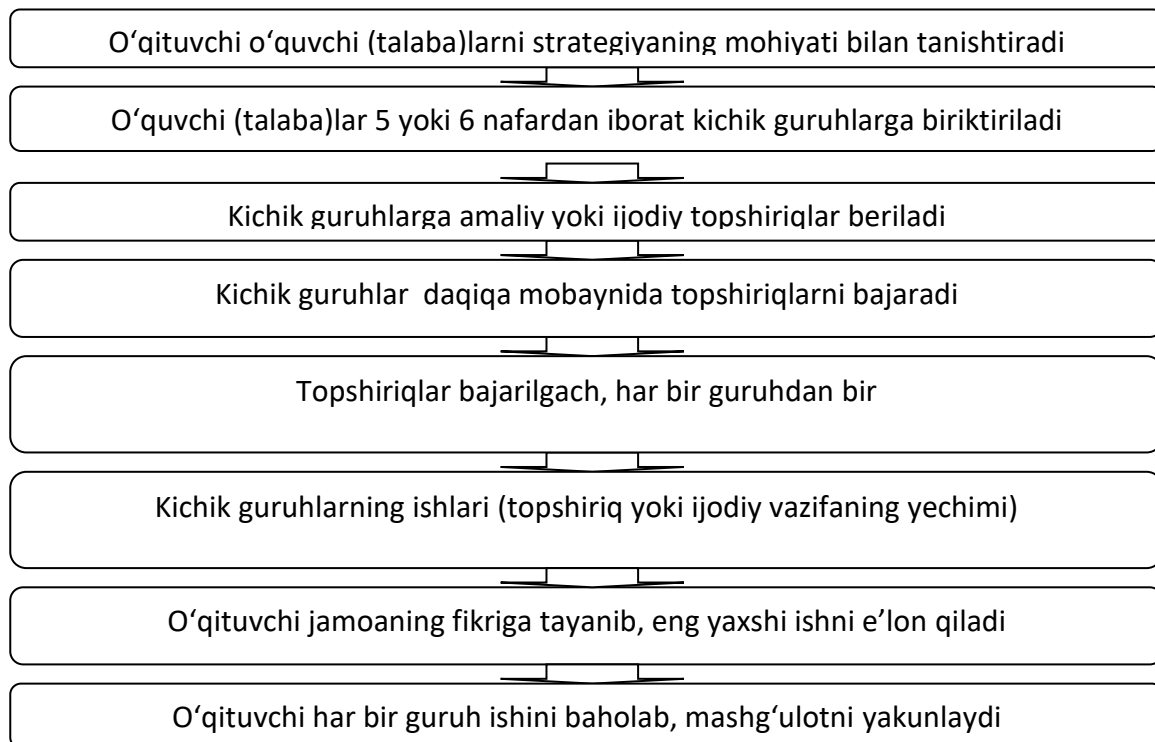 O‘qituvchi o‘quvchi (talaba)larni strategiyaning mohiyati bilan tanishtiradi
O‘quvchi (talaba)lar 5 yoki 6 nafardan iborat kichik guruhlarga biriktiriladi
Kichik guruhlarga amaliy yoki ijodiy topshiriqlar beriladi
Kichik guruhlar  daqiqa mobaynida topshiriqlarni bajaradi
Topshiriqlar bajarilgach, har bir guruhdan bir
Kichik guruhlarning ishlari (topshiriq yoki ijodiy vazifaning yechimi)
O‘qituvchi jamoaning fikriga tayanib, eng yaxshi ishni e’lon qiladi
O‘qituvchi har bir guruh ishini baholab, mashg‘ulotni yakunlaydi